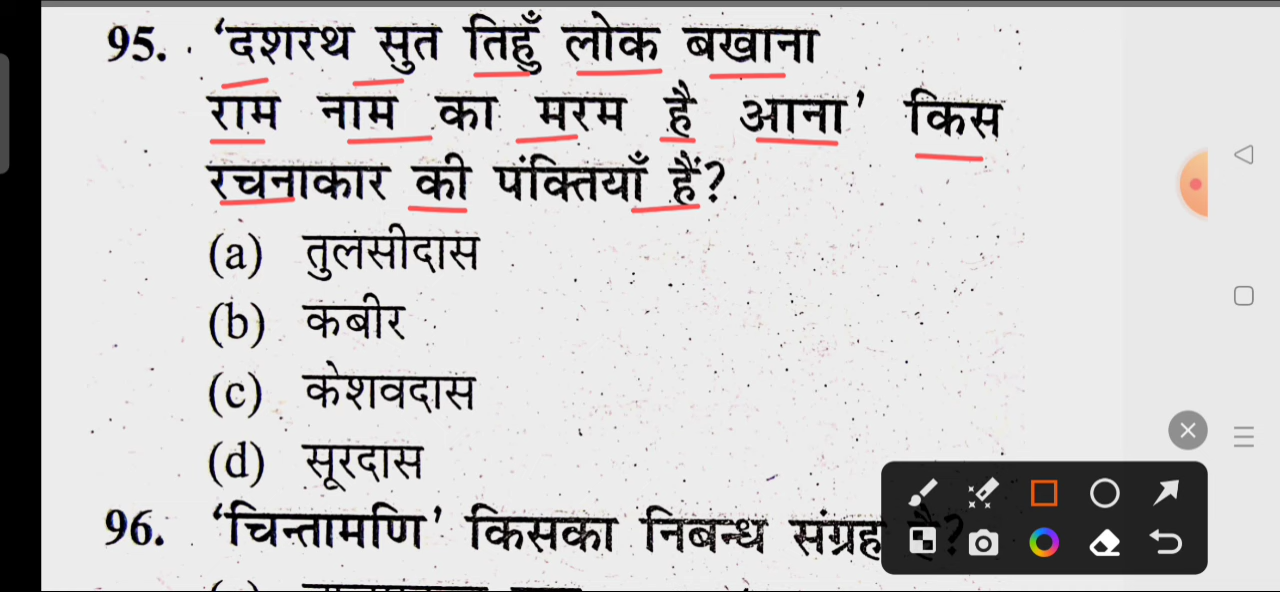 95. 'दशरथ सुत तिहुँ लोक बखाना
राम नाम का मरम है आना' किस
रचनाकार की पंक्तियाँ हैं?
(a) तुलसीदास
(b) कबीर
(c) केशवदास
(d) सूरदास
96. 'चिन्तामणि' किसका निबन्ध संग्रह है?